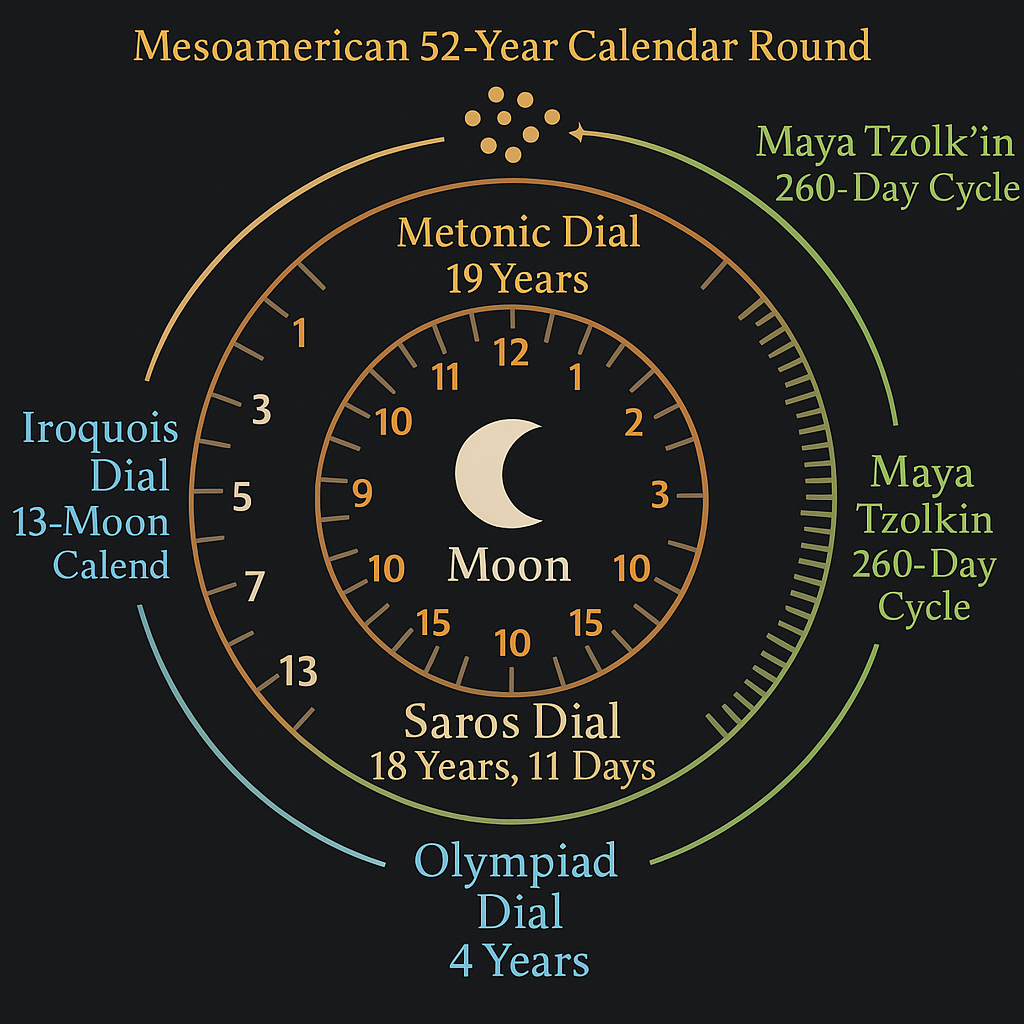 Mesoamerican 52-Year Calendar Round
Maya Tzolk’in
260-Day Cycle
Metonic Dial
19 Years
1
3
5
7
13
12
11
1
10
2
9
3
10
10
15
15
10
Moon
Iroquois
Dial
13-Moon
Calend
Maya
Tzolkin
260-Day
Cycle
Saros Dial
18 Years, 11 Days
Olympiad
Dial
4 Years